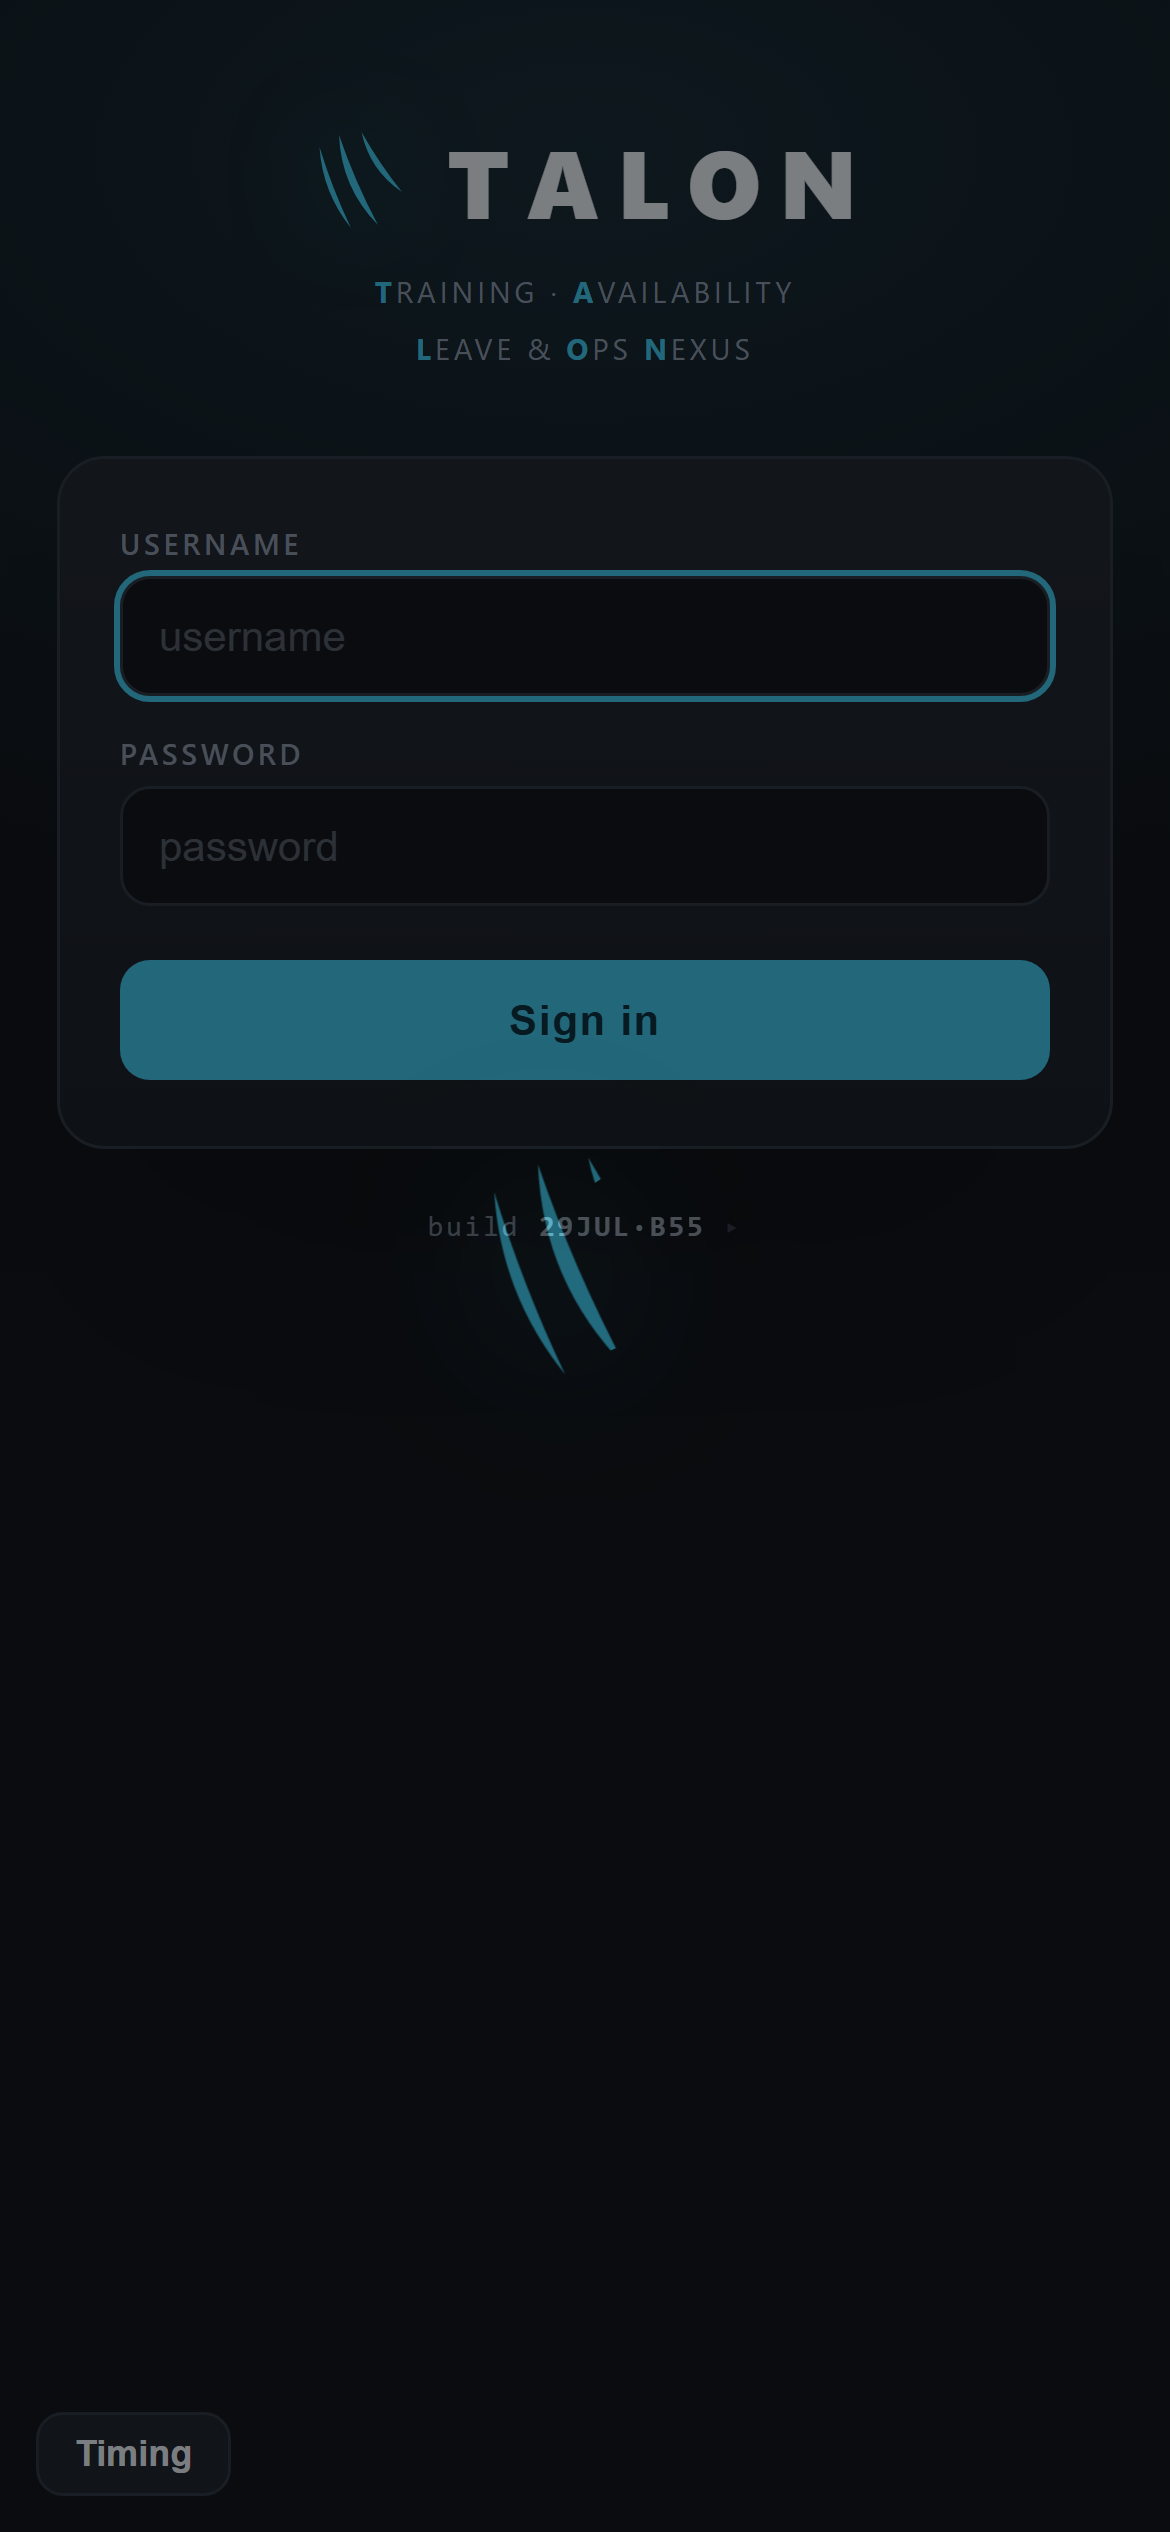 TALON
TRAINING · AVAILABILITY
LEAVE & OPS NEXUS
USERNAME
username
PASSWORD
password
Sign in
build 29JUL·B55 ▸
Timing